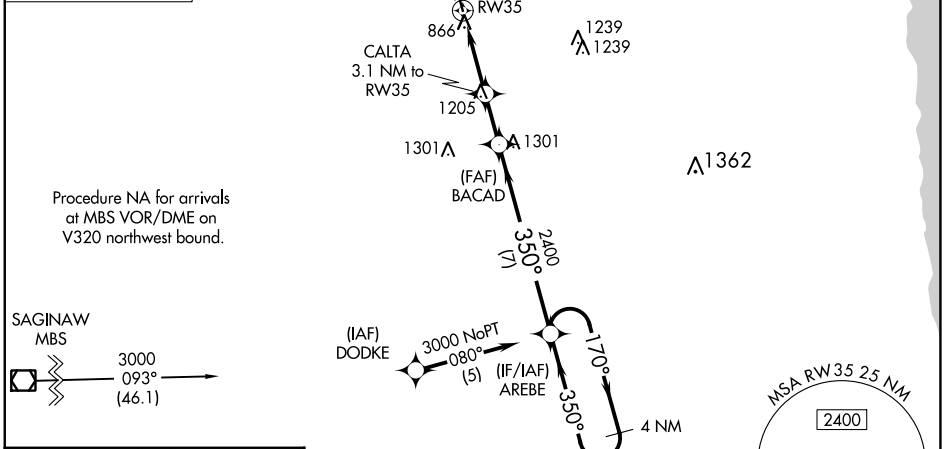 RW35
866
1239
1239
CALTA
3.1 NM to
RW35
1205
1301
1301
(FAF)
BACAD
1362
Procedure NA for arrivals
at MBS VOR/DME on
V320 northwest bound.
2400
350°
(7)
SAGINAW
MBS
3000
093°
(46.1)
(IAF)
DODKE
3000 NoPT
080°
(5)
(IF/IAF)
AREBE
170°
350°
4 NM
MSA RW35 25 NM
2400